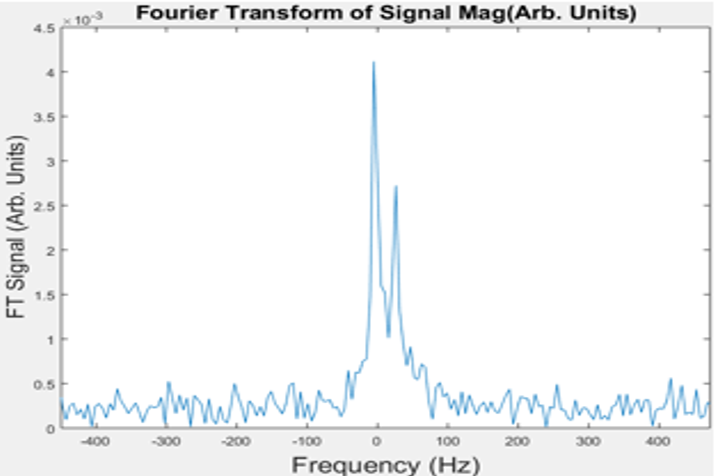 Fourier Transform of Signal Mag(Arb. Units)
×10⁻³
4.5
4
3.5
3
2.5
2
1.5
1
0.5
0
FT Signal (Arb. Units)
-400 -300 -200 -100 0 100 200 300 400
Frequency (Hz)